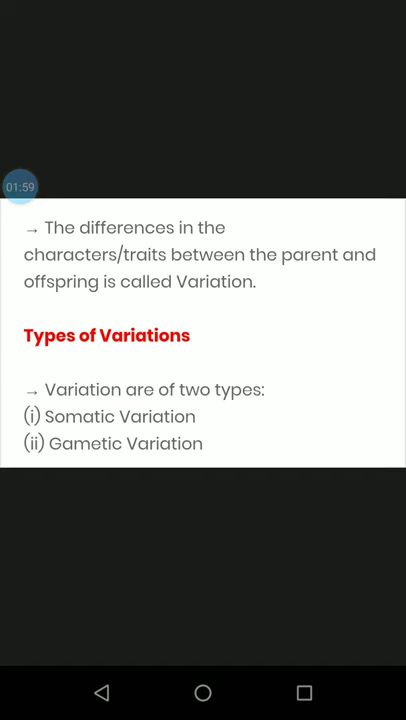 01:59
→ The differences in the
characters/traits between the parent and
offspring is called Variation.
Types of Variations
→ Variation are of two types:
(i) Somatic Variation
(ii) Gametic Variation